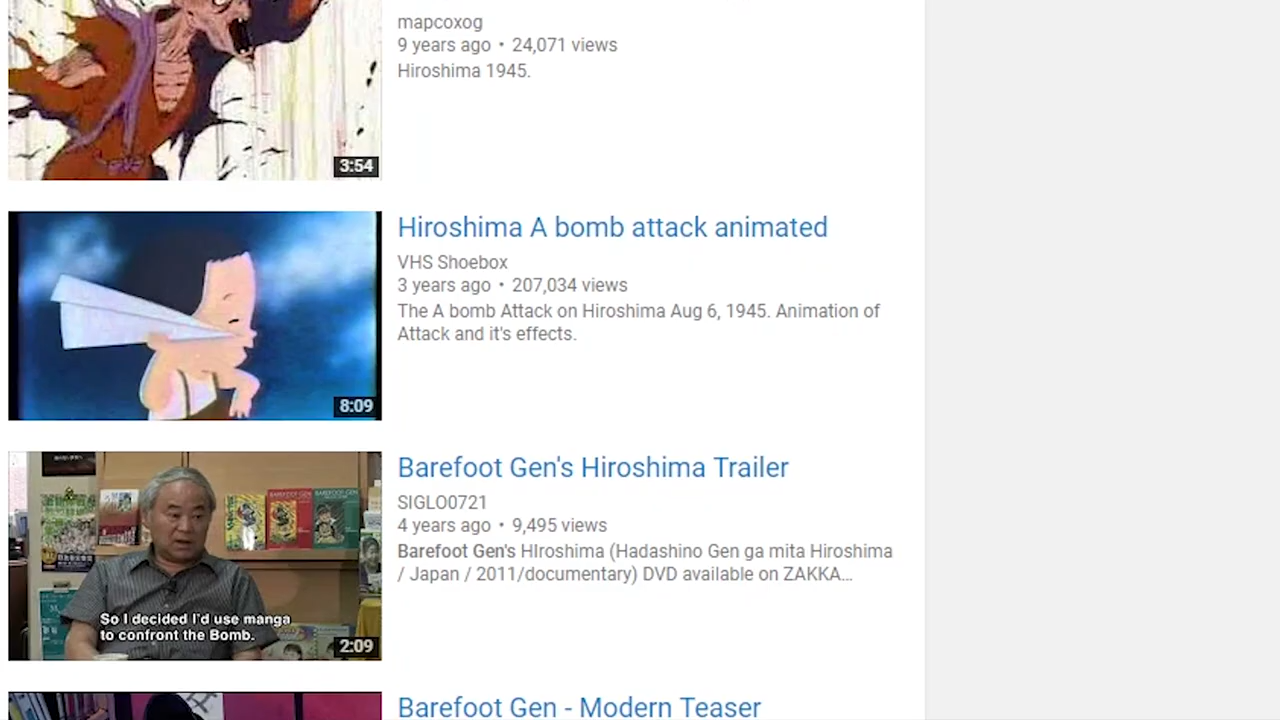 mapcoxog
9 years ago • 24,071 views
Hiroshima 1945.
3:54
Hiroshima A bomb attack animated
VHS Shoebox
3 years ago • 207,034 views
The A bomb Attack on Hiroshima Aug 6, 1945. Animation of
Attack and it's effects.
8:09
Barefoot Gen's Hiroshima Trailer
SIGLO0721
4 years ago • 9,495 views
Barefoot Gen's HIroshima (Hadashino Gen ga mita Hiroshima
/ Japan / 2011/documentary) DVD available on ZAKKA...
BAREFOOT GEN
BAREFOOT GEN
So I decided I'd use manga
to confront the Bomb.
2:09
Barefoot Gen - Modern Teaser